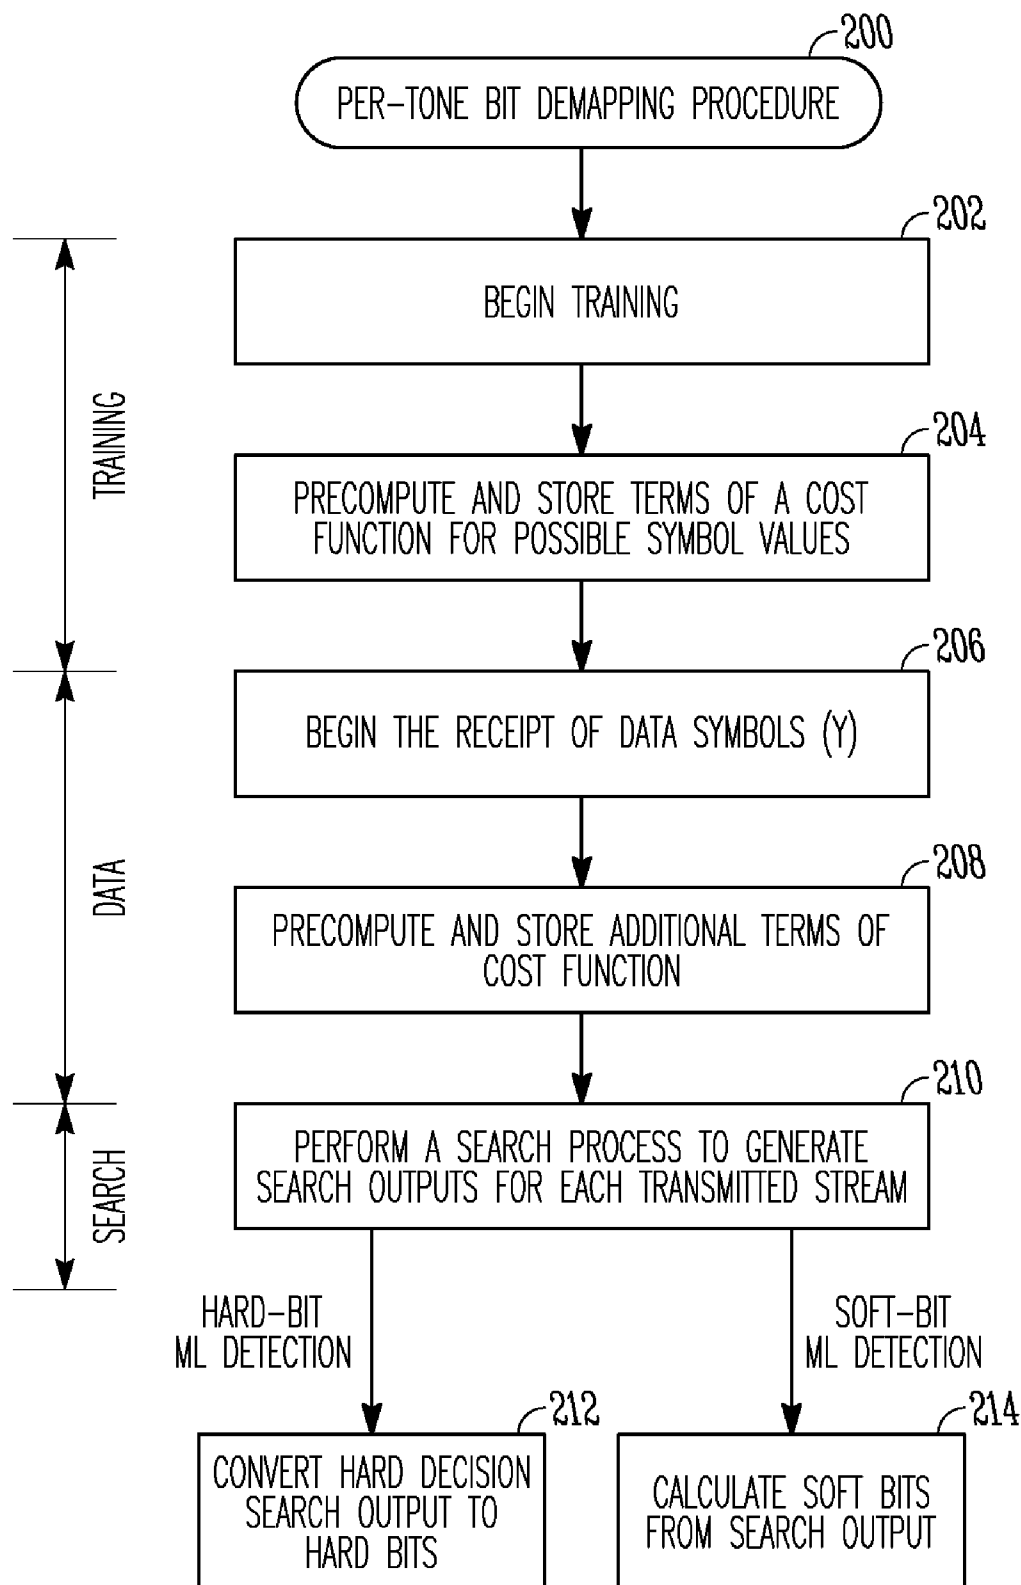 200
PER-TONE BIT DEMAPPING PROCEDURE
202
BEGIN TRAINING
TRAINING
204
PRECOMPUTE AND STORE TERMS OF A COST
FUNCTION FOR POSSIBLE SYMBOL VALUES
206
BEGIN THE RECEIPT OF DATA SYMBOLS (Y)
DATA
208
PRECOMPUTE AND STORE ADDITIONAL TERMS OF
COST FUNCTION
210
PERFORM A SEARCH PROCESS TO GENERATE
SEARCH OUTPUTS FOR EACH TRANSMITTED STREAM
SEARCH
HARD-BIT
ML DETECTION
SOFT-BIT
ML DETECTION
212
CONVERT HARD DECISION
SEARCH OUTPUT TO
HARD BITS
214
CALCULATE SOFT BITS
FROM SEARCH OUTPUT